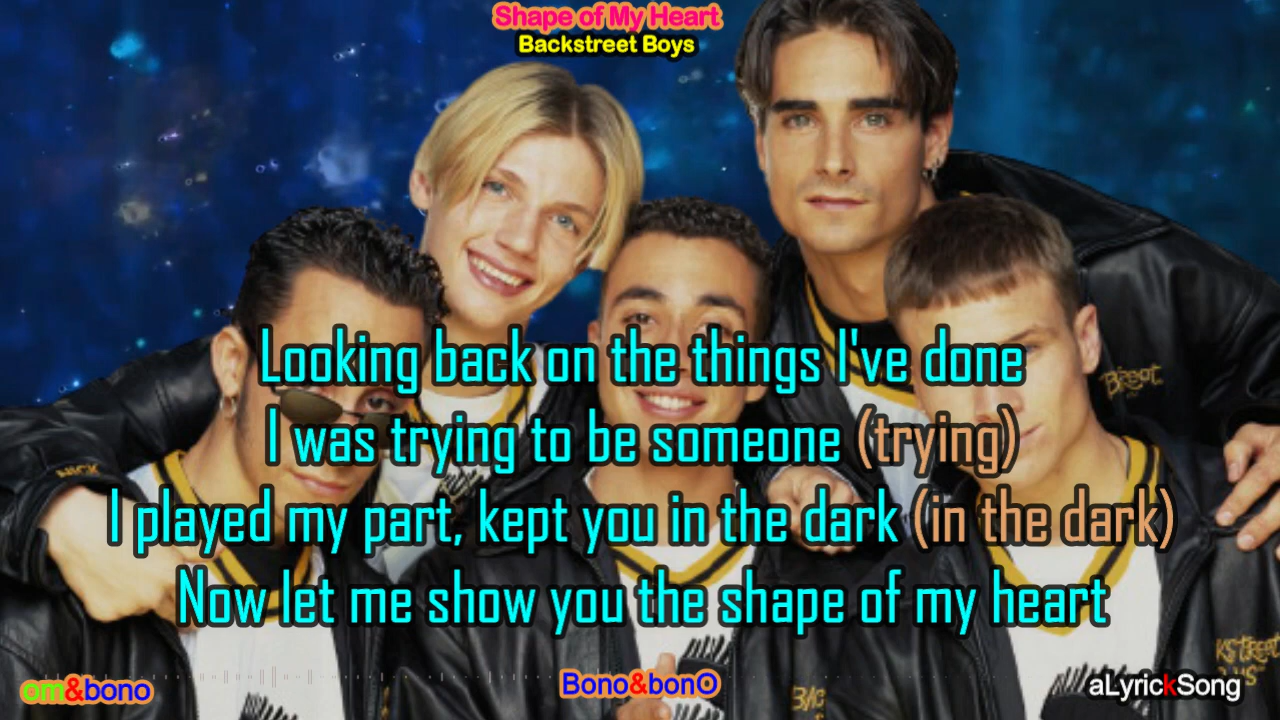 Shape of My Heart
Backstreet Boys
Looking back on the things I've done
I was trying to be someone (trying)
I played my part, kept you in the dark (in the dark)
Now let me show you the shape of my heart
NICK
om&bono
Bono&bonO
aLyrickSong